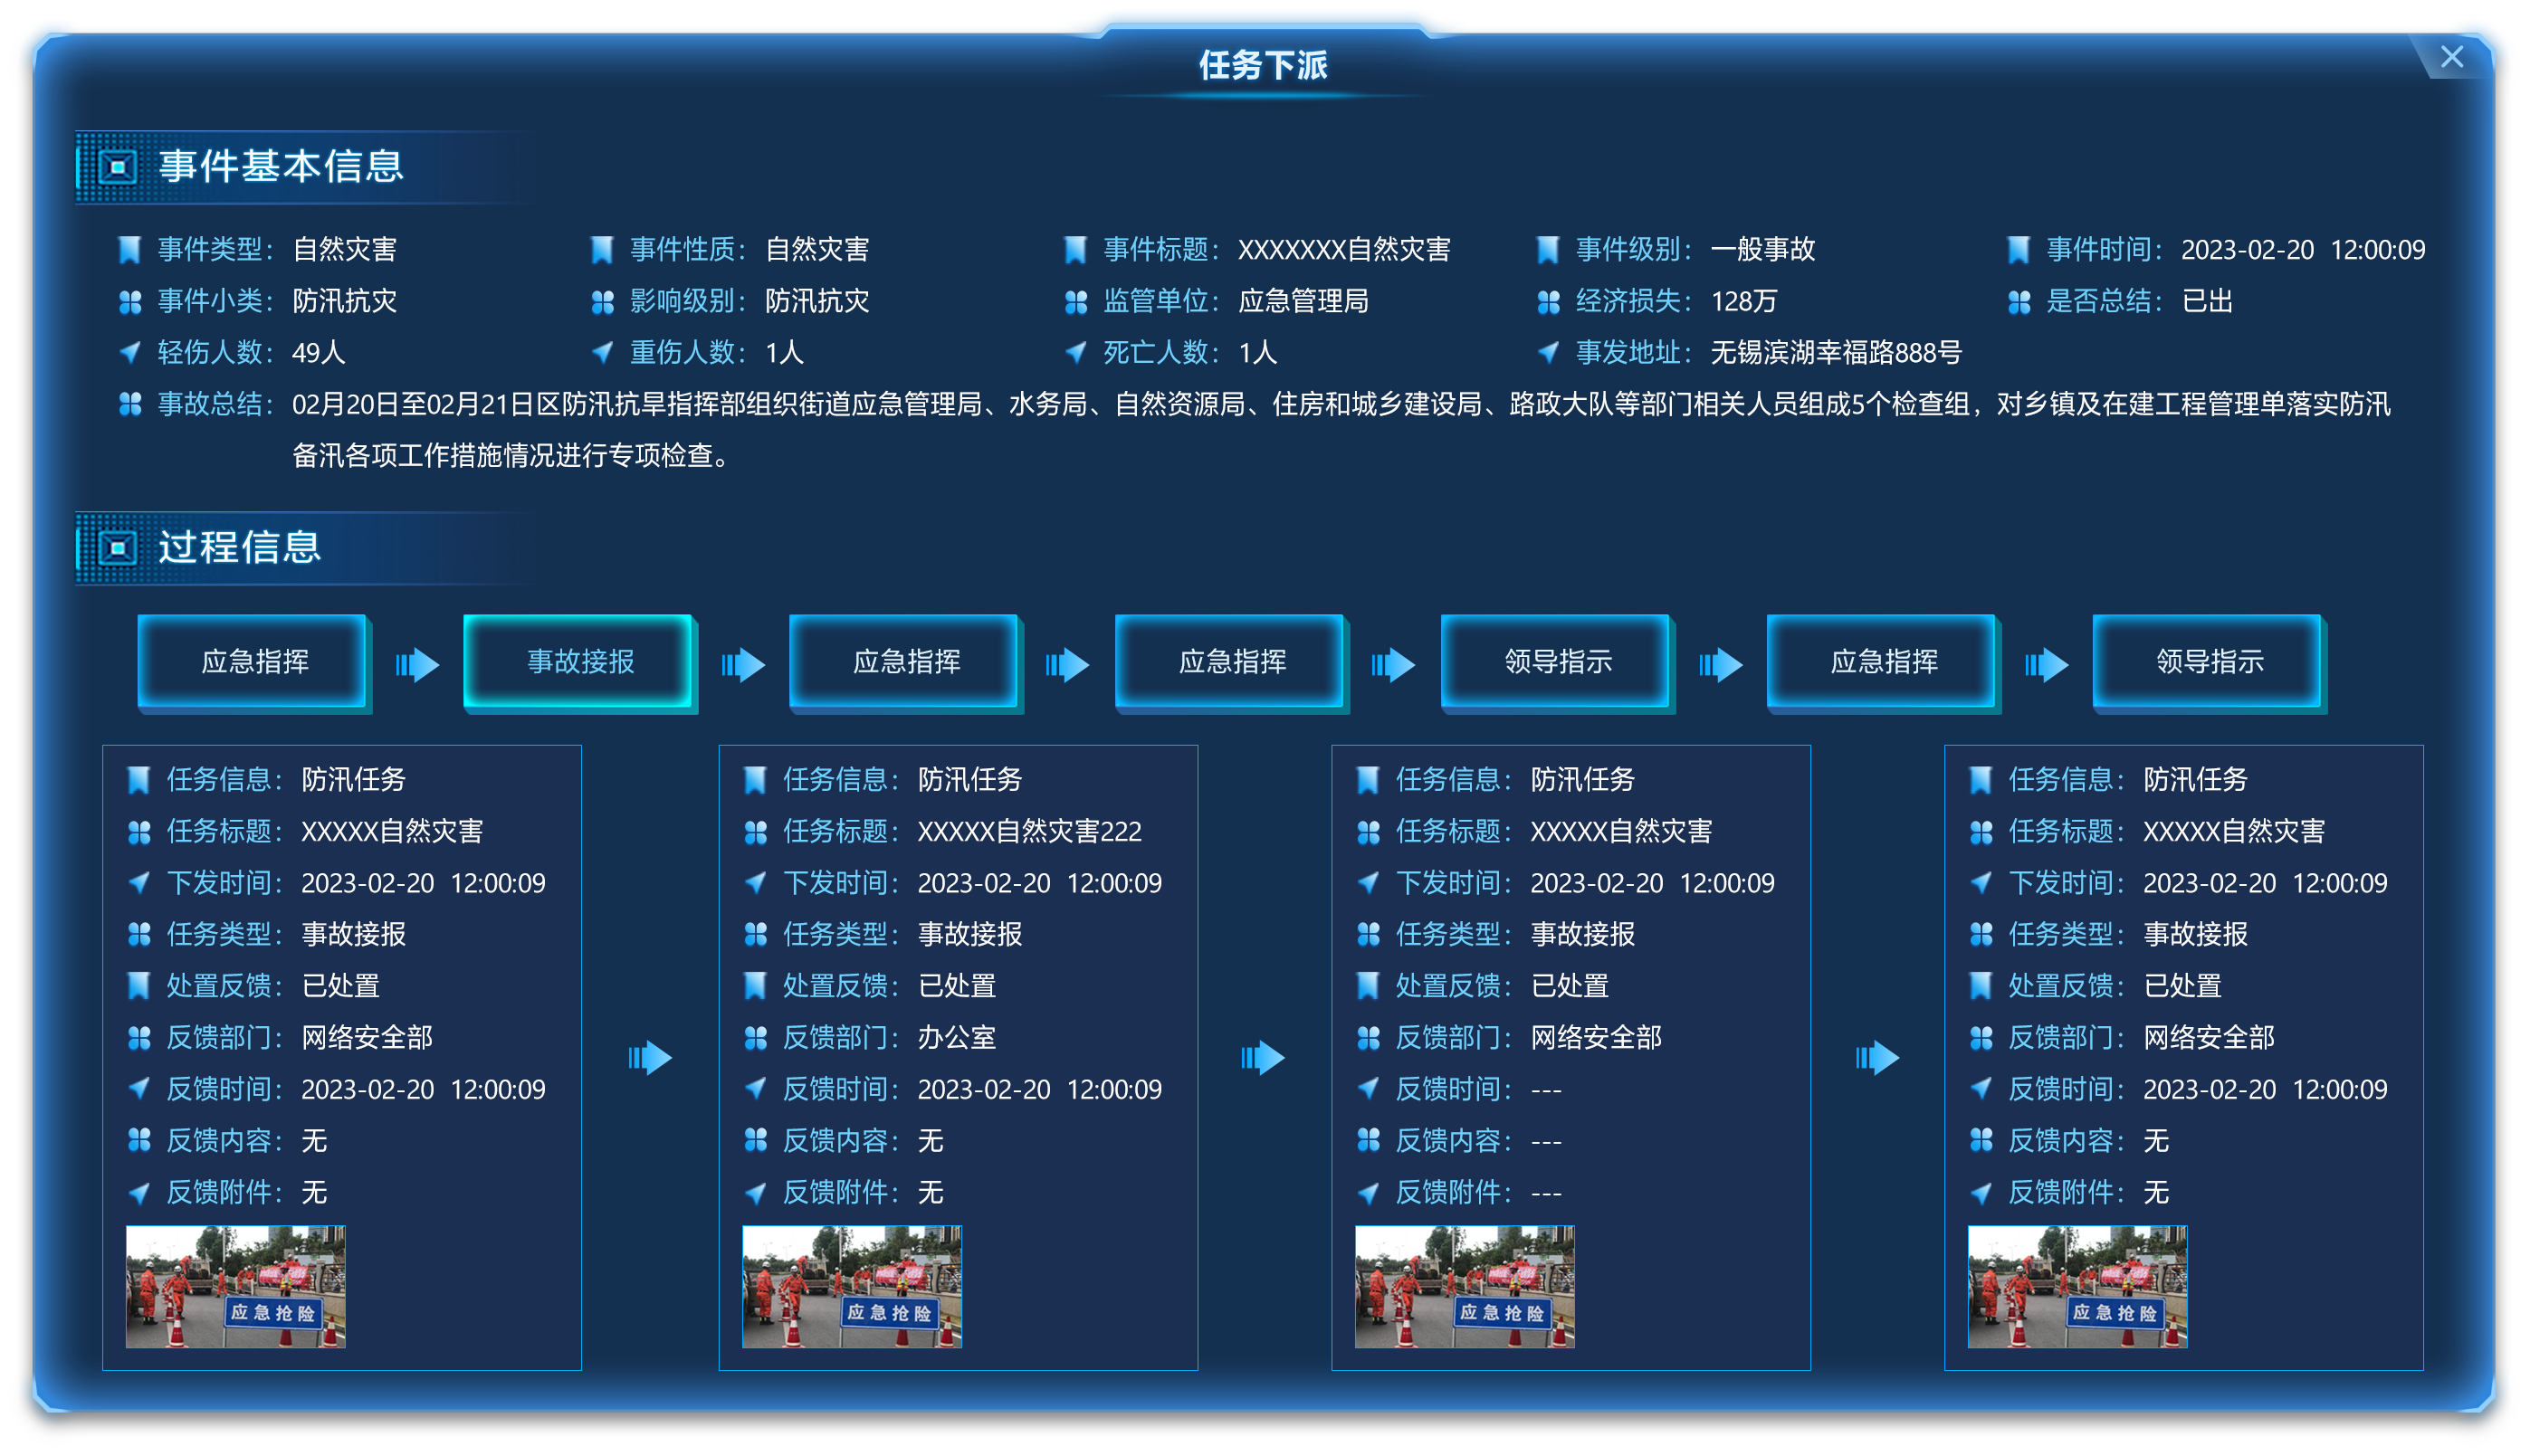 任务下派
事件基本信息
事件类型： 自然灾害 事件性质： 自然灾害 事件标题： XXXXXXX自然灾害 事件级别： 一般事故 事件时间： 2023-02-20 12:00:09
事件小类： 防汛抗灾 影响级别： 防汛抗灾 监管单位： 应急管理局 经济损失： 128万 是否总结： 已出
轻伤人数： 49人 重伤人数： 1人 死亡人数： 1人 事发地址： 无锡滨湖幸福路888号
事故总结： 02月20日至02月21日区防汛抗旱指挥部组织街道应急管理局、水务局、自然资源局、住房和城乡建设局、路政大队等部门相关人员组成5个检查组，对乡镇及在建工程管理单落实防汛
备汛各项工作措施情况进行专项检查。
过程信息
应急指挥 事故接报 应急指挥 应急指挥 领导指示 应急指挥 领导指示
任务信息： 防汛任务
任务标题： XXXXX自然灾害
下发时间： 2023-02-20 12:00:09
任务类型： 事故接报
处置反馈： 已处置
反馈部门： 网络安全部
反馈时间： 2023-02-20 12:00:09
反馈内容： 无
反馈附件： 无
应急抢险
任务信息： 防汛任务
任务标题： XXXXX自然灾害222
下发时间： 2023-02-20 12:00:09
任务类型： 事故接报
处置反馈： 已处置
反馈部门： 办公室
反馈时间： 2023-02-20 12:00:09
反馈内容： 无
反馈附件： 无
应急抢险
任务信息： 防汛任务
任务标题： XXXXX自然灾害
下发时间： 2023-02-20 12:00:09
任务类型： 事故接报
处置反馈： 已处置
反馈部门： 网络安全部
反馈时间： ---
反馈内容： ---
反馈附件： ---
应急抢险
任务信息： 防汛任务
任务标题： XXXXX自然灾害
下发时间： 2023-02-20 12:00:09
任务类型： 事故接报
处置反馈： 已处置
反馈部门： 网络安全部
反馈时间： 2023-02-20 12:00:09
反馈内容： 无
反馈附件： 无
应急抢险